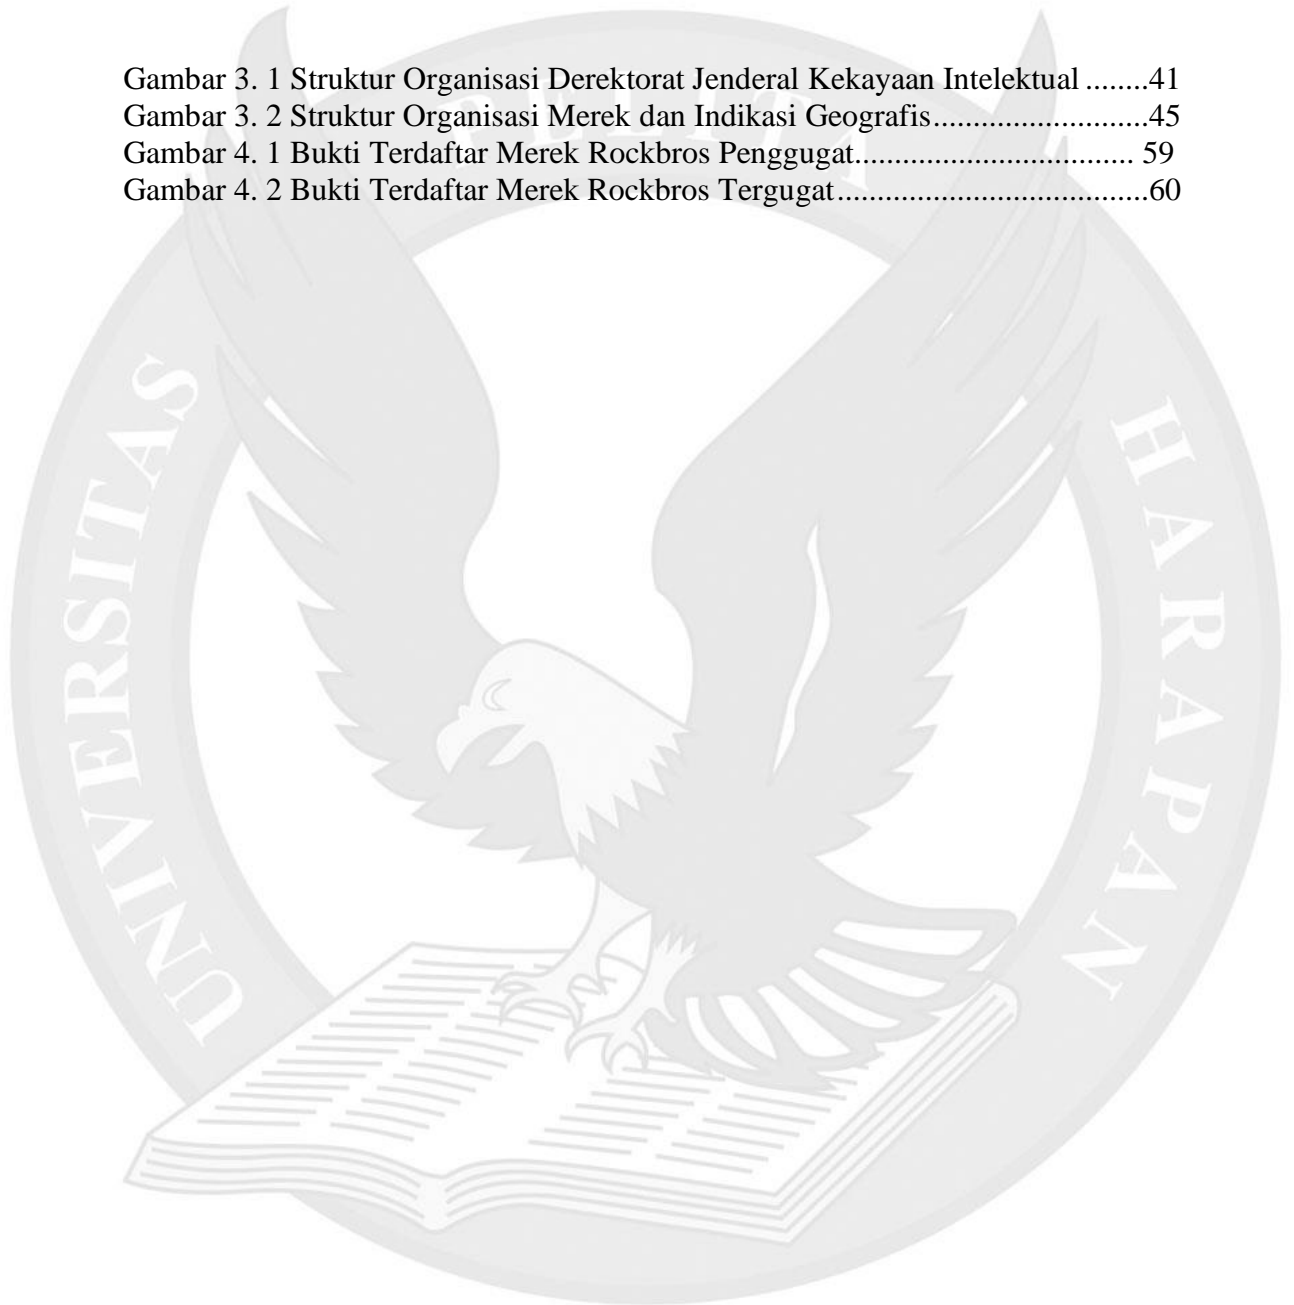 Gambar 3. 1 Struktur Organisasi Derektorat Jenderal Kekayaan Intelektual ........41
Gambar 3. 2 Struktur Organisasi Merek dan Indikasi Geografis...........................45
Gambar 4. 1 Bukti Terdaftar Merek Rockbros Penggugat................................... 59
Gambar 4. 2 Bukti Terdaftar Merek Rockbros Tergugat.......................................60
UNIVERSITAS
PELITA
HARAPAN